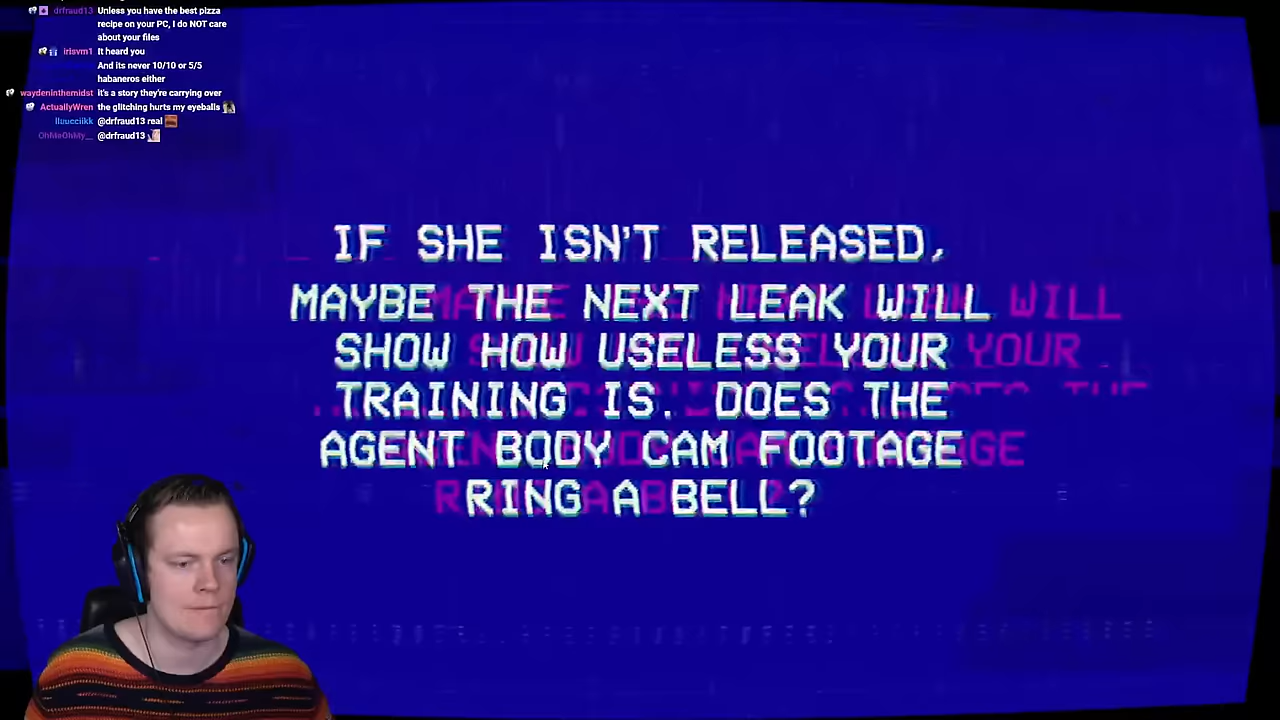 drfraud13 Unless you have the best pizza
recipe on your PC, I do NOT care
about your files
irisvm1 It heard you
And its never 10/10 or 5/5
habaneros either
waydeninthemidst it's a story they're carrying over
ActuallyWren the glitching hurts my eyeballs
lluucciikk @drfraud13 real
OhMeOhMy__ @drfraud13
IF SHE ISN'T RELEASED,
MAYBE THE NEXT LEAK WILL
SHOW HOW USELESS YOUR
TRAINING IS. DOES THE
AGENT BODY CAM FOOTAGE
RING A BELL?